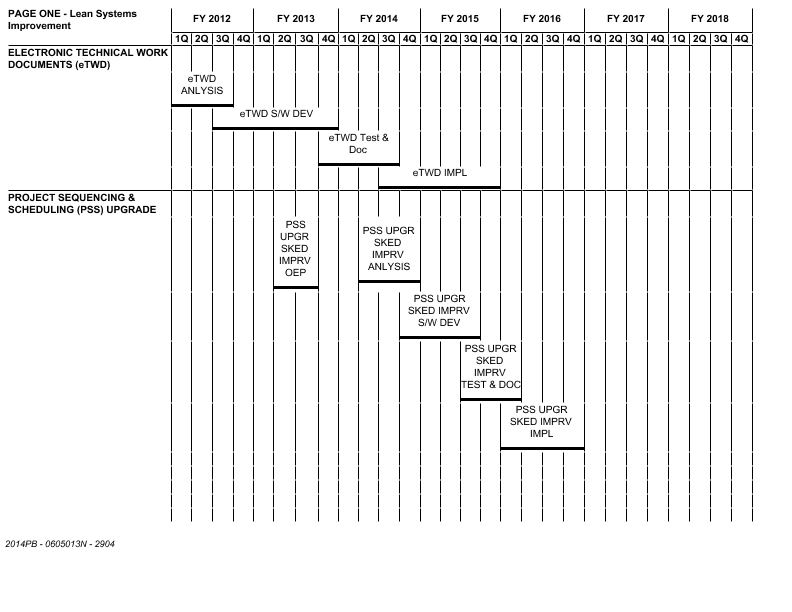 PAGE ONE - Lean Systems
Improvement
FY 2012 FY 2013 FY 2014 FY 2015 FY 2016 FY 2017 FY 2018
1Q 2Q 3Q 4Q 1Q 2Q 3Q 4Q 1Q 2Q 3Q 4Q 1Q 2Q 3Q 4Q 1Q 2Q 3Q 4Q 1Q 2Q 3Q 4Q 1Q 2Q 3Q 4Q
ELECTRONIC TECHNICAL WORK
DOCUMENTS (eTWD)
eTWD
ANLYSIS
eTWD S/W DEV
eTWD Test &
Doc
eTWD IMPL
PROJECT SEQUENCING &
SCHEDULING (PSS) UPGRADE
PSS
UPGR
SKED
IMPRV
OEP
PSS UPGR
SKED
IMPRV
ANLYSIS
PSS UPGR
SKED IMPRV
S/W DEV
PSS UPGR
SKED
IMPRV
TEST & DOC
PSS UPGR
SKED IMPRV
IMPL
2014PB - 0605013N - 2904